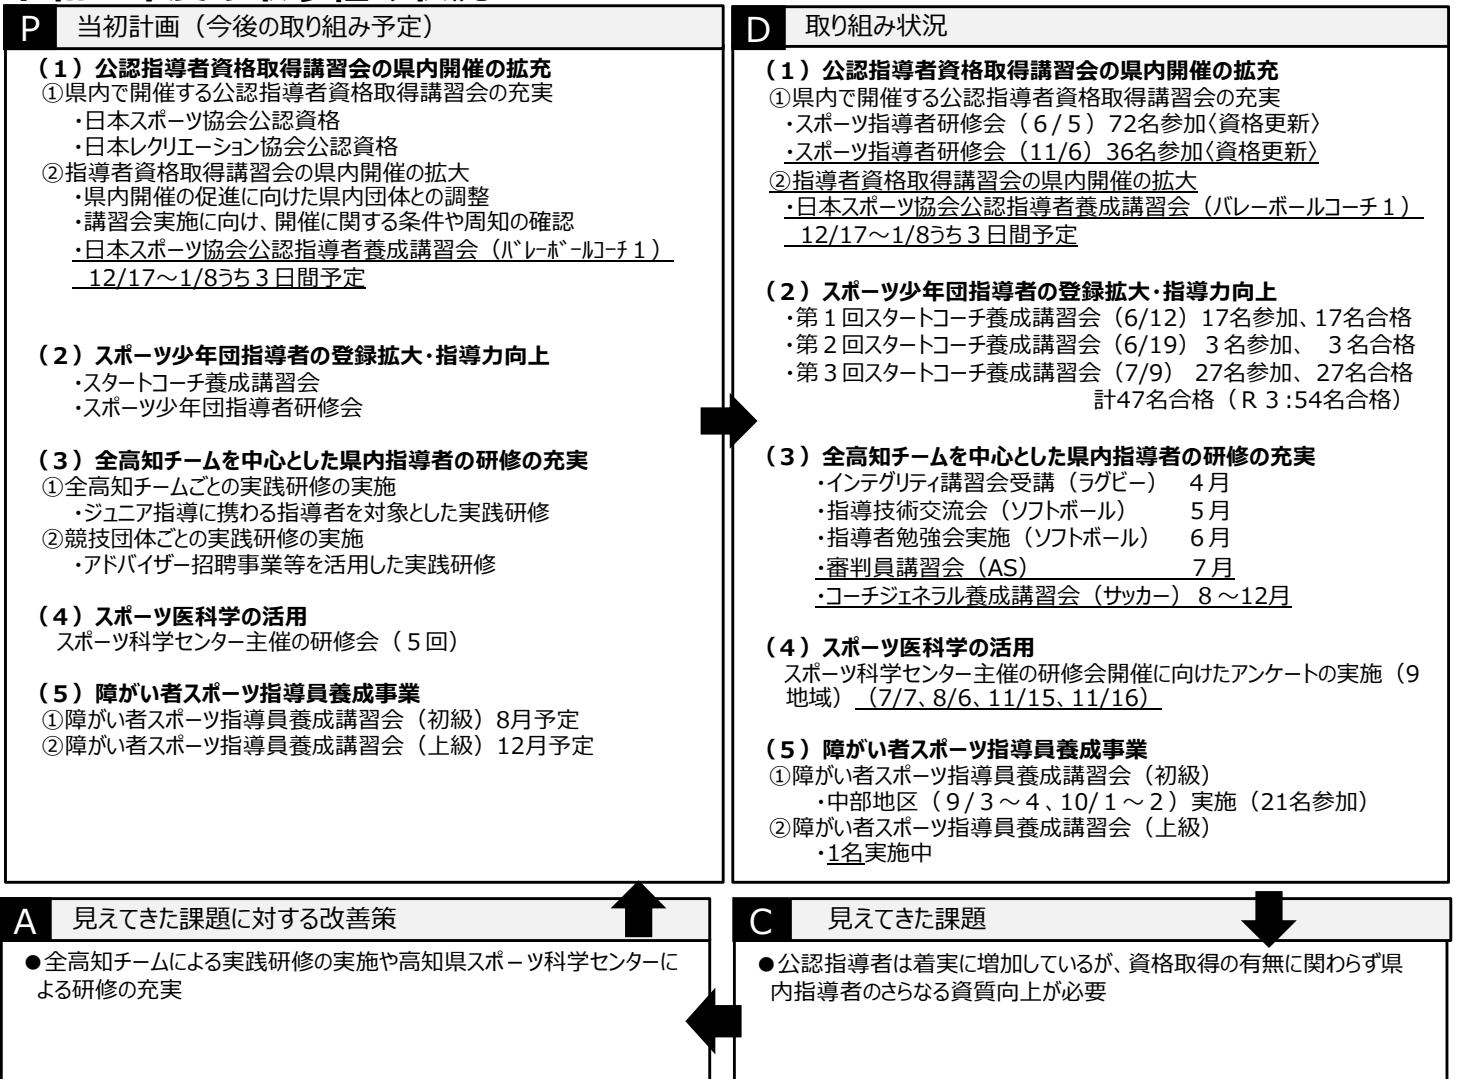 P 当初計画（今後の取り組み予定）
（１）公認指導者資格取得講習会の県内開催の拡充
①県内で開催する公認指導者資格取得講習会の充実
・日本スポーツ協会公認資格
・日本レクリエーション協会公認資格
②指導者資格取得講習会の県内開催の拡大
・県内開催の促進に向けた県内団体との調整
・講習会実施に向け、開催に関する条件や周知の確認
・日本スポーツ協会公認指導者養成講習会（ﾊﾞﾚｰﾎﾞｰﾙｺｰﾁ１）
12/17～1/8うち３日間予定
（２）スポーツ少年団指導者の登録拡大・指導力向上
・スタートコーチ養成講習会
・スポーツ少年団指導者研修会
（３）全高知チームを中心とした県内指導者の研修の充実
①全高知チームごとの実践研修の実施
・ジュニア指導に携わる指導者を対象とした実践研修
②競技団体ごとの実践研修の実施
・アドバイザー招聘事業等を活用した実践研修
（４）スポーツ医科学の活用
スポーツ科学センター主催の研修会（５回）
（５）障がい者スポーツ指導員養成事業
①障がい者スポーツ指導員養成講習会（初級）8月予定
②障がい者スポーツ指導員養成講習会（上級）12月予定
D 取り組み状況
（１）公認指導者資格取得講習会の県内開催の拡充
①県内で開催する公認指導者資格取得講習会の充実
・スポーツ指導者研修会（６/５）72名参加〈資格更新〉
・スポーツ指導者研修会（11/6）36名参加〈資格更新〉
②指導者資格取得講習会の県内開催の拡大
・日本スポーツ協会公認指導者養成講習会（バレーボールコーチ１）
12/17～1/8うち３日間予定
（２）スポーツ少年団指導者の登録拡大・指導力向上
・第１回スタートコーチ養成講習会（6/12）17名参加、17名合格
・第２回スタートコーチ養成講習会（6/19）３名参加、 ３名合格
・第３回スタートコーチ養成講習会（7/9） 27名参加、27名合格
計47名合格（Ｒ３:54名合格）
（３）全高知チームを中心とした県内指導者の研修の充実
・インテグリティ講習会受講（ラグビー） ４月
・指導技術交流会（ソフトボール） ５月
・指導者勉強会実施（ソフトボール） ６月
・審判員講習会（AS） ７月
・コーチジェネラル養成講習会（サッカー）８～12月
（４）スポーツ医科学の活用
スポーツ科学センター主催の研修会開催に向けたアンケートの実施（9
地域）（7/7、8/6、11/15、11/16）
（５）障がい者スポーツ指導員養成事業
①障がい者スポーツ指導員養成講習会（初級）
・中部地区（９/３～４、10/１～２）実施（21名参加）
②障がい者スポーツ指導員養成講習会（上級）
・1名実施中
A 見えてきた課題に対する改善策
●全高知チームによる実践研修の実施や高知県スポ－ツ科学センターに
よる研修の充実
C 見えてきた課題
●公認指導者は着実に増加しているが、資格取得の有無に関わらず県
内指導者のさらなる資質向上が必要